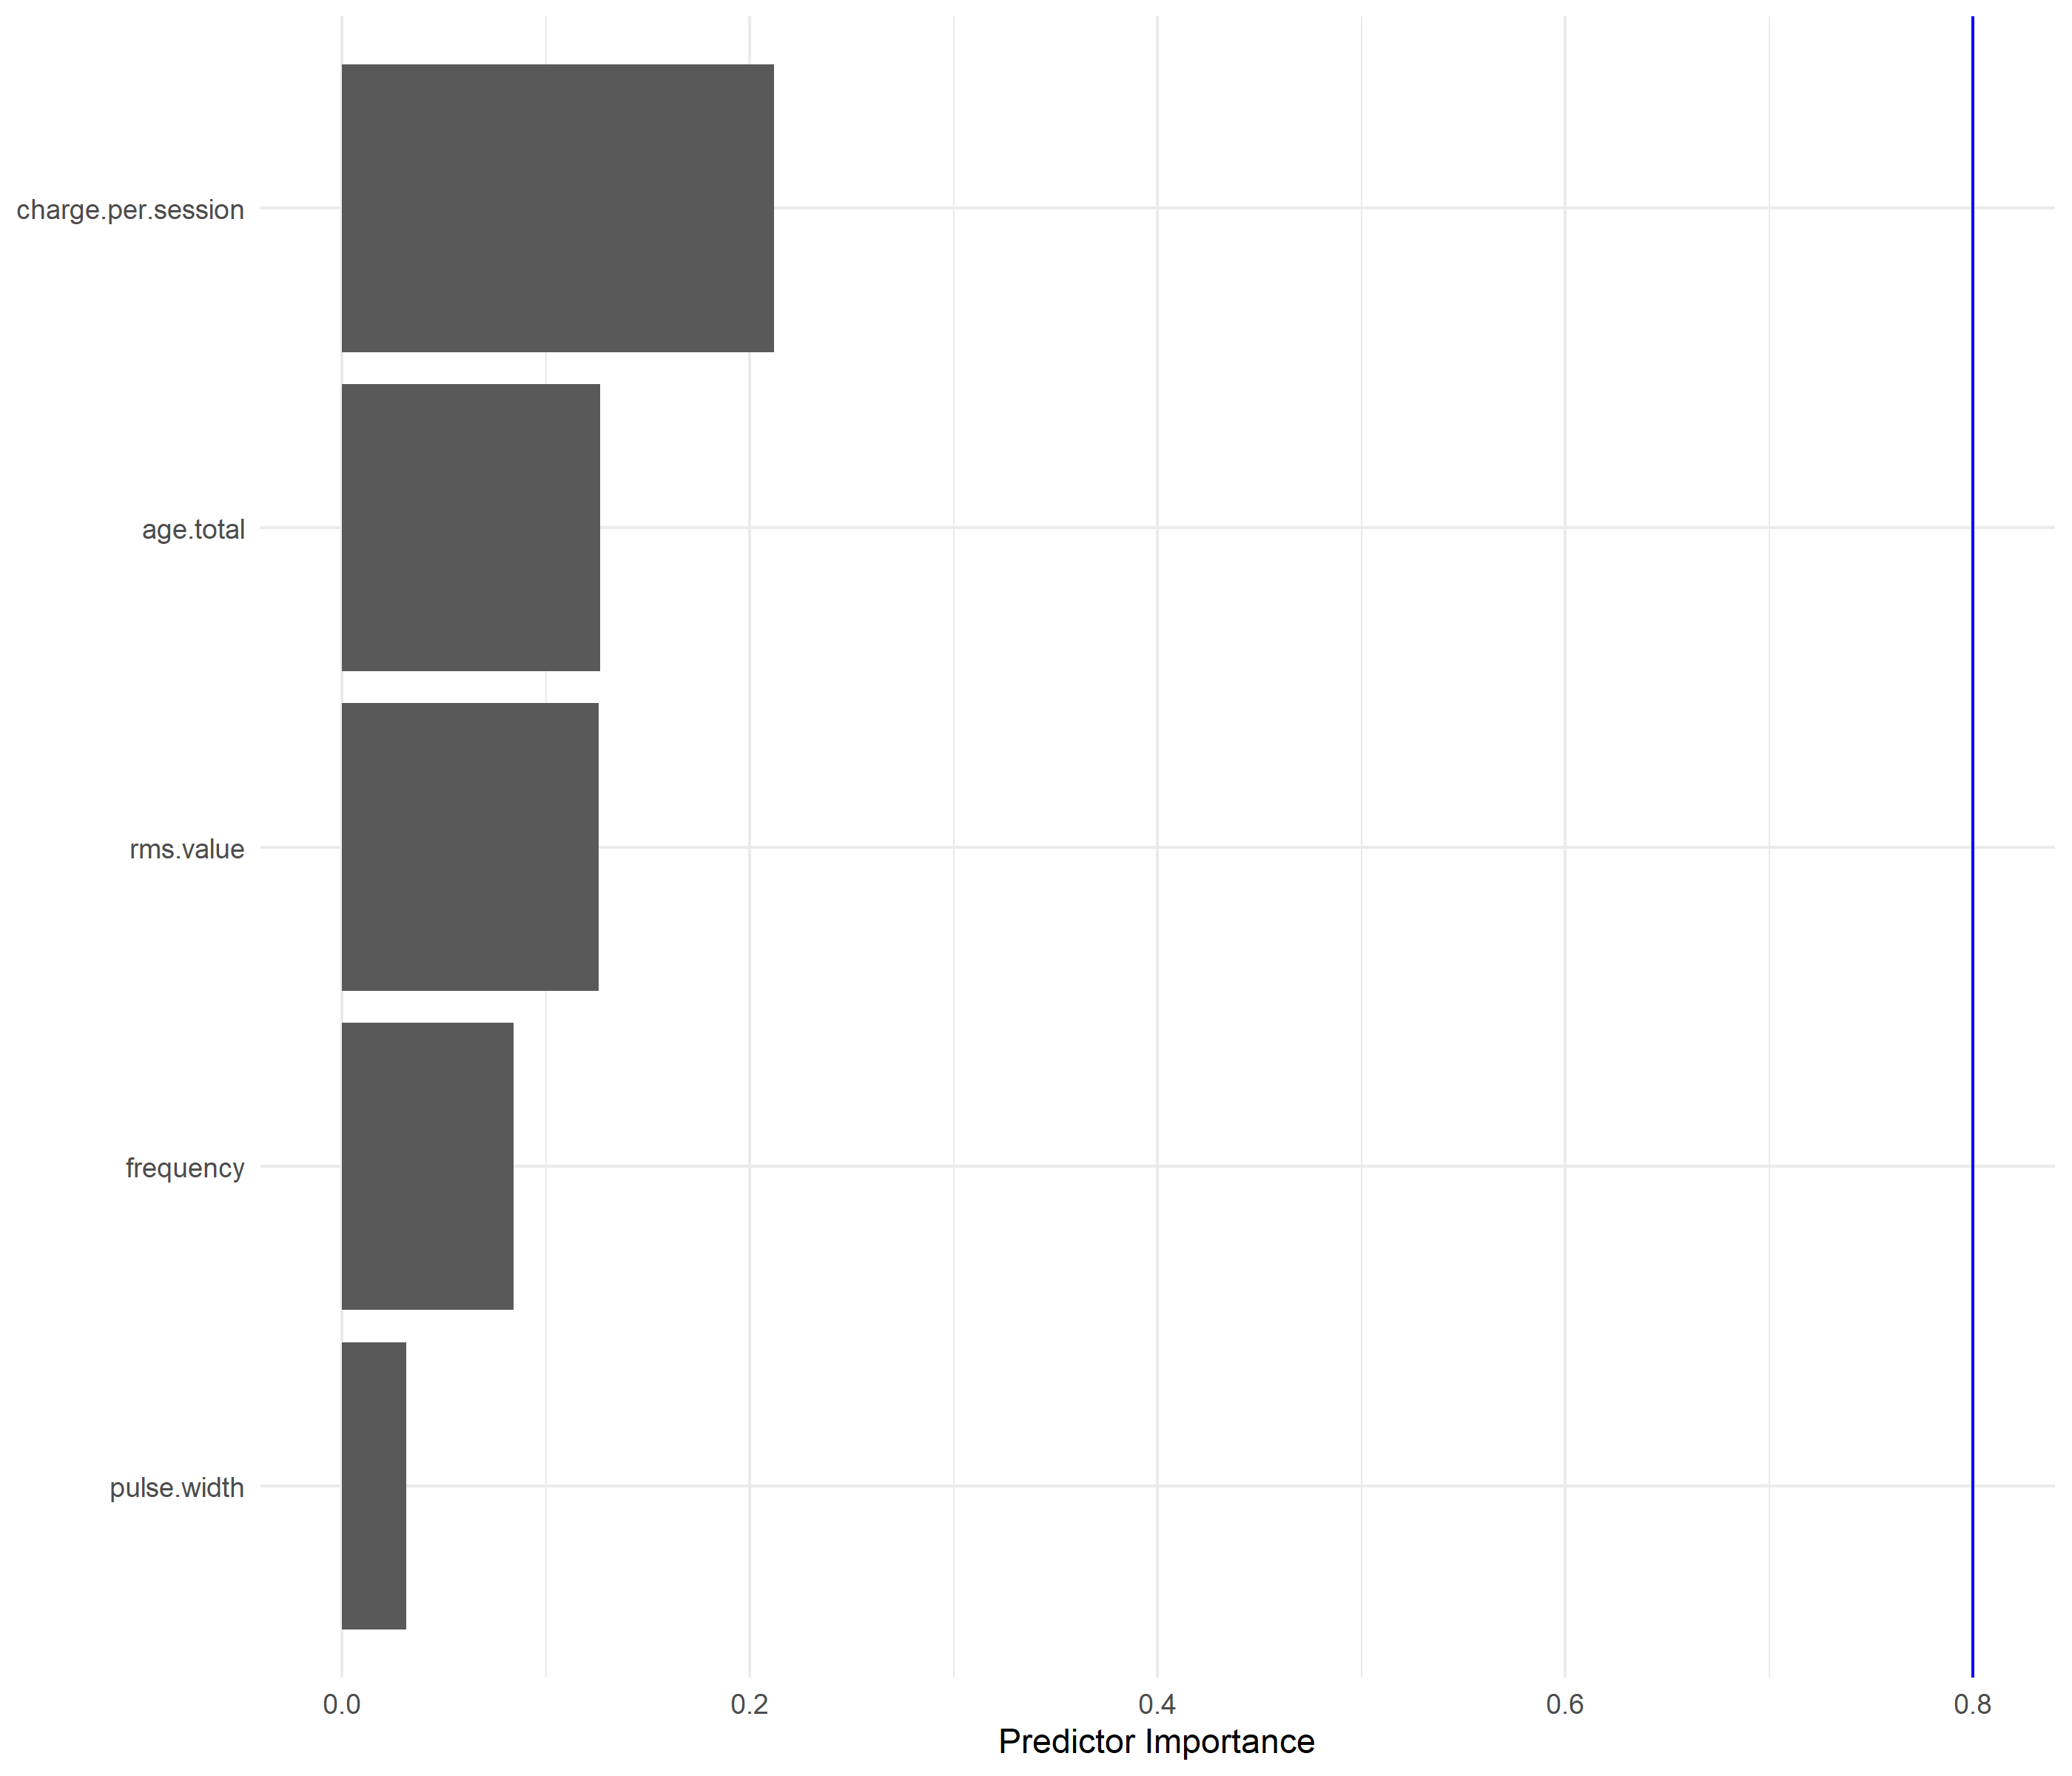 charge.per.session
age.total
rms.value
frequency
pulse.width
0.0 0.2 0.4 0.6 0.8
Predictor Importance